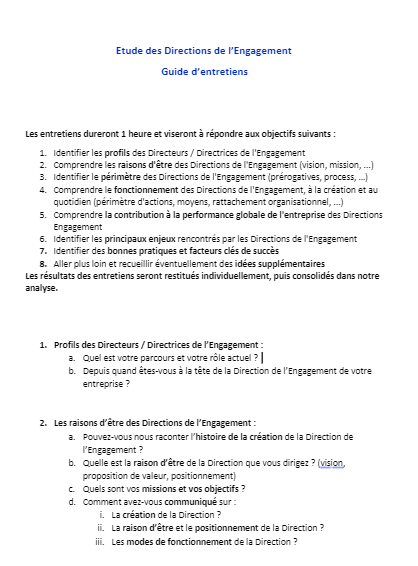 Etude des Directions de l'Engagement
Guide d'entretiens
Les entretiens dureront 1 heure et viseront à répondre aux objectifs suivants :
1. Identifier les profils des Directeurs / Directrices de l'Engagement
2. Comprendre les raisons d'être des Directions de l'Engagement (vision, mission, ...)
3. Identifier le périmètre des Directions de l'Engagement (prérogatives, process, ...)
4. Comprendre le fonctionnement des Directions de l'Engagement, à la création et au
quotidien (périmètre d'actions, moyens, rattachement organisationnel, ...)
5. Comprendre la contribution à la performance globale de l'entreprise des Directions
Engagement
6. Identifier les principaux enjeux rencontrés par les Directions de l'Engagement
7. Identifier des bonnes pratiques et facteurs clés de succès
8. Aller plus loin et recueillir éventuellement des idées supplémentaires
Les résultats des entretiens seront restitués individuellement, puis consolidés dans notre
analyse.
1. Profils des Directeurs / Directrices de l'Engagement :
a. Quel est votre parcours et votre rôle actuel ?
b. Depuis quand êtes-vous à la tête de la Direction de l'Engagement de votre
entreprise ?
2. Les raisons d'être des Directions de l'Engagement :
a. Pouvez-vous nous raconter l'histoire de la création de la Direction de
l'Engagement ?
b. Quelle est la raison d'être de la Direction que vous dirigez ? (vision,
proposition de valeur, positionnement)
c. Quels sont vos missions et vos objectifs ?
d. Comment avez-vous communiqué sur :
i. La création de la Direction ?
ii. La raison d'être et le positionnement de la Direction ?
iii. Les modes de fonctionnement de la Direction ?